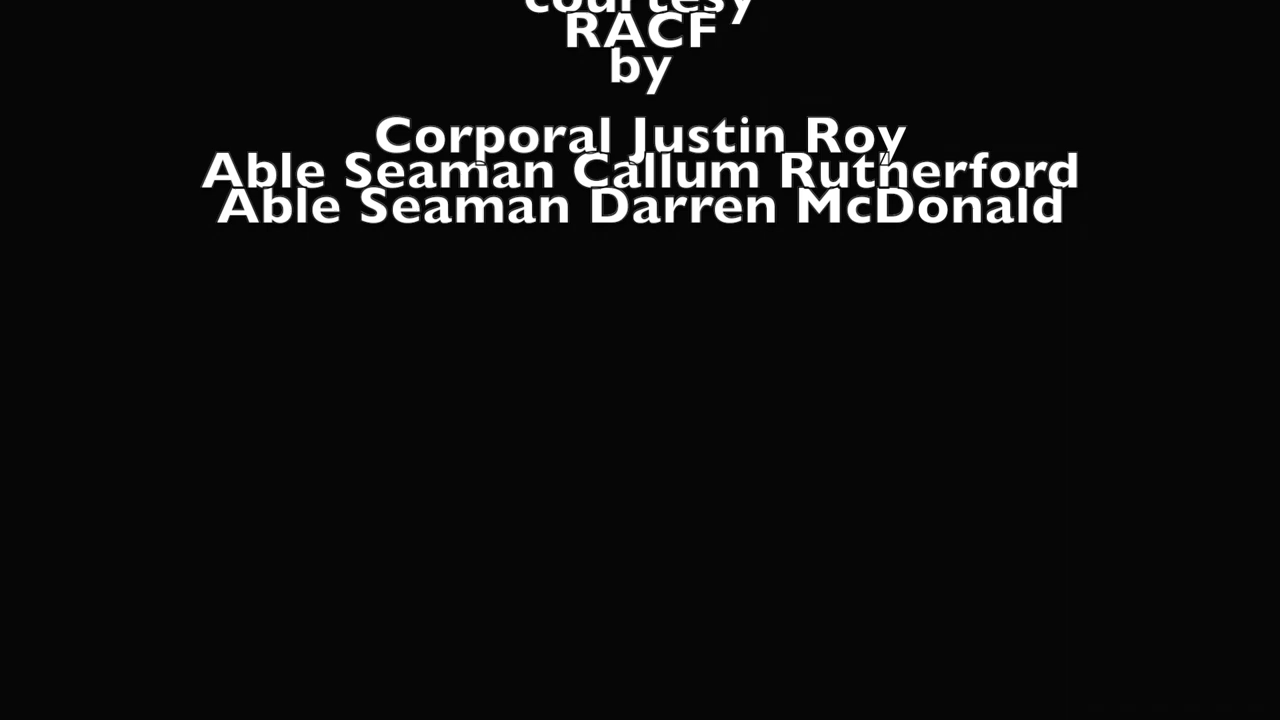 courtesy
RACF
by
Corporal Justin Roy
Able Seaman Callum Rutherford
Able Seaman Darren McDonald